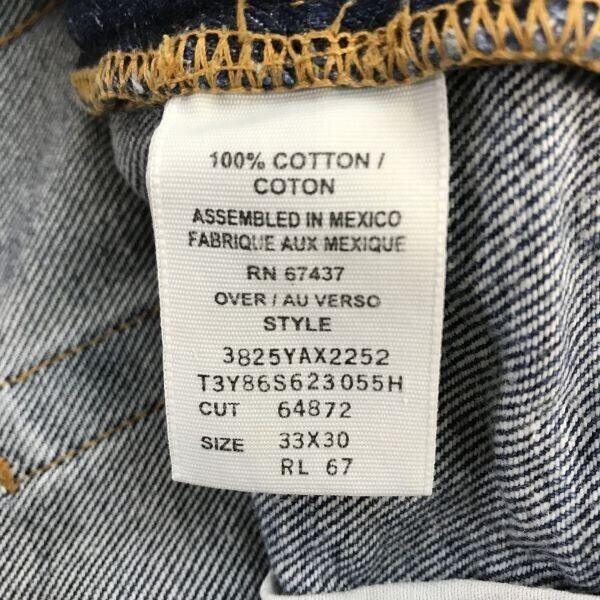 100% COTTON /
COTON
ASSEMBLED IN MEXICO
FABRIQUE AUX MEXIQUE
RN 67437
OVER / AU VERSO
STYLE
3825YAX2252
T3Y86S623055H
CUT 64872
SIZE 33X30
RL 67